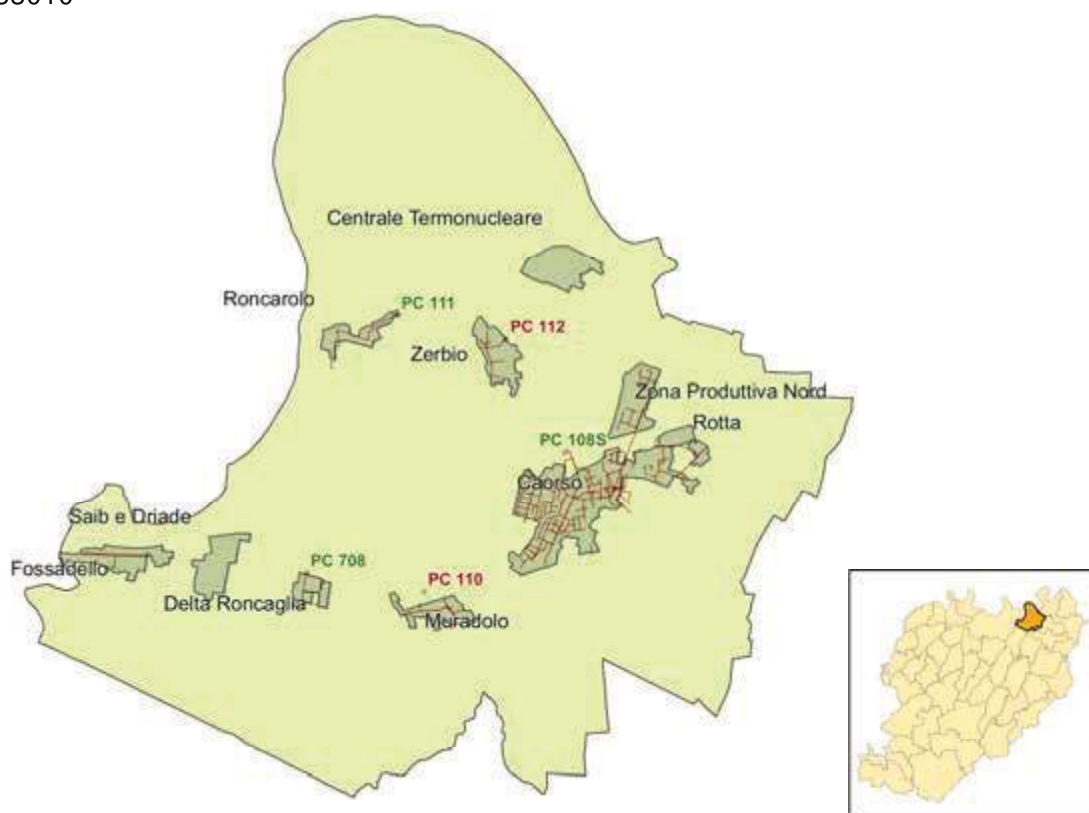 Centrale Termonucleare
Roncarolo
PC 111
PC 112
Zerbio
Zona Produttiva Nord
Rotta
PC 108S
Caorso
Saib e Driade
Fossadello
PC 708
Delta Roncaglia
PC 110
Muradolo